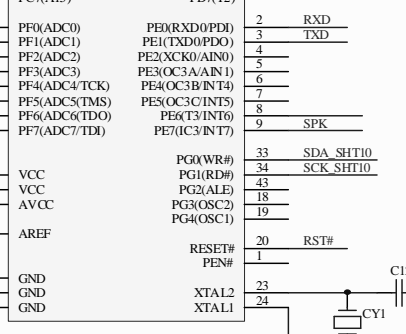 PF0(ADC0) PE0(RXD0/PDI) 2 RXD
PF1(ADC1) PE1(TXD0/PDO) 3 TXD
PF2(ADC2) PE2(XCK0/AIN0) 4
PF3(ADC3) PE3(OC3A/AIN1) 5
PF4(ADC4/TCK) PE4(OC3B/INT4) 6
PF5(ADC5(TMS) PE5(OC3C/INT5) 7
PF6(ADC6(TDO) PE6(T3/INT6) 8
PF7(ADC7/TDI) PE7(IC3/INT7) 9 SPK
PG0(WR#) 33 SDA_SHT10
VCC PG1(RD#) 34 SCK_SHT10
VCC PG2(ALE) 43
AVCC PG3(OSC2) 18
PG4(OSC1) 19
AREF
RESET# 20 RST#
PEN# 1
GND
GND XTAL2 23
GND XTAL1 24
CY1